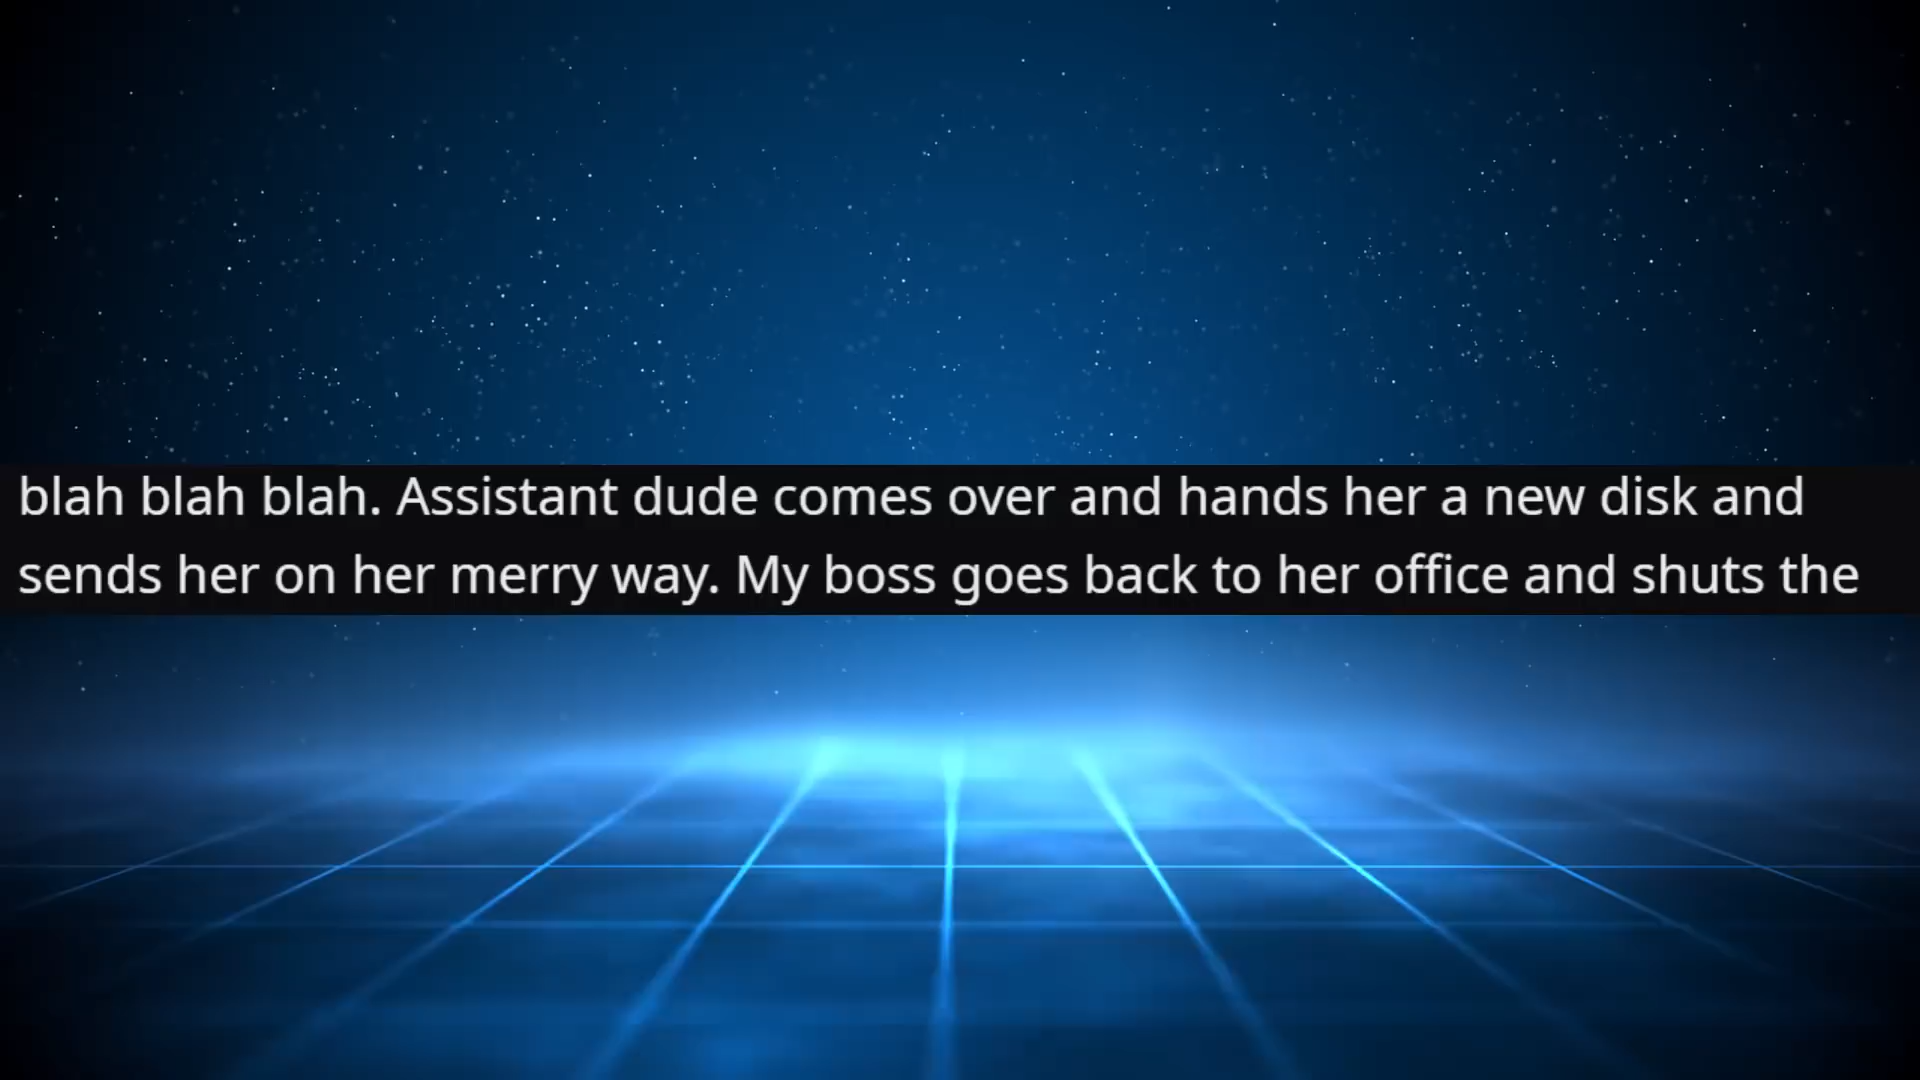 blah blah blah. Assistant dude comes over and hands her a new disk and
sends her on her merry way. My boss goes back to her office and shuts the